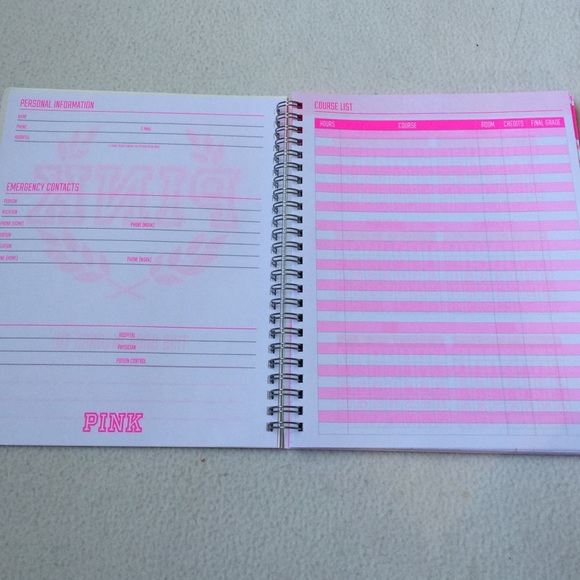 PERSONAL INFORMATION
NAME
PHONE E-MAIL
ADDRESS
EMERGENCY CONTACTS
PERSON
RELATION
PHONE (HOME) PHONE (WORK)
PERSON
RELATION
PHONE (HOME) PHONE (WORK)
HOSPITAL
PHYSICIAN
POISON CONTROL
PINK
COURSE LIST
HOURS COURSE ROOM CREDITS FINAL GRADE